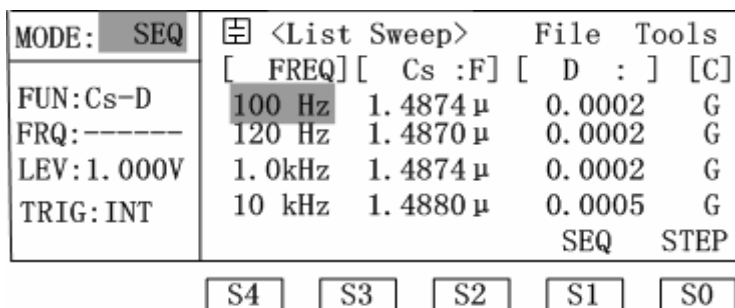 MODE: SEQ
<List Sweep> File Tools
[ FREQ][ Cs :F] [ D : ] [C]
FUN:Cs-D
100 Hz 1.4874μ 0.0002 G
FRQ:------
120 Hz 1.4870μ 0.0002 G
LEV:1.000V
1.0kHz 1.4874μ 0.0002 G
TRIG:INT
10 kHz 1.4880μ 0.0005 G
SEQ STEP
S4 S3 S2 S1 S0